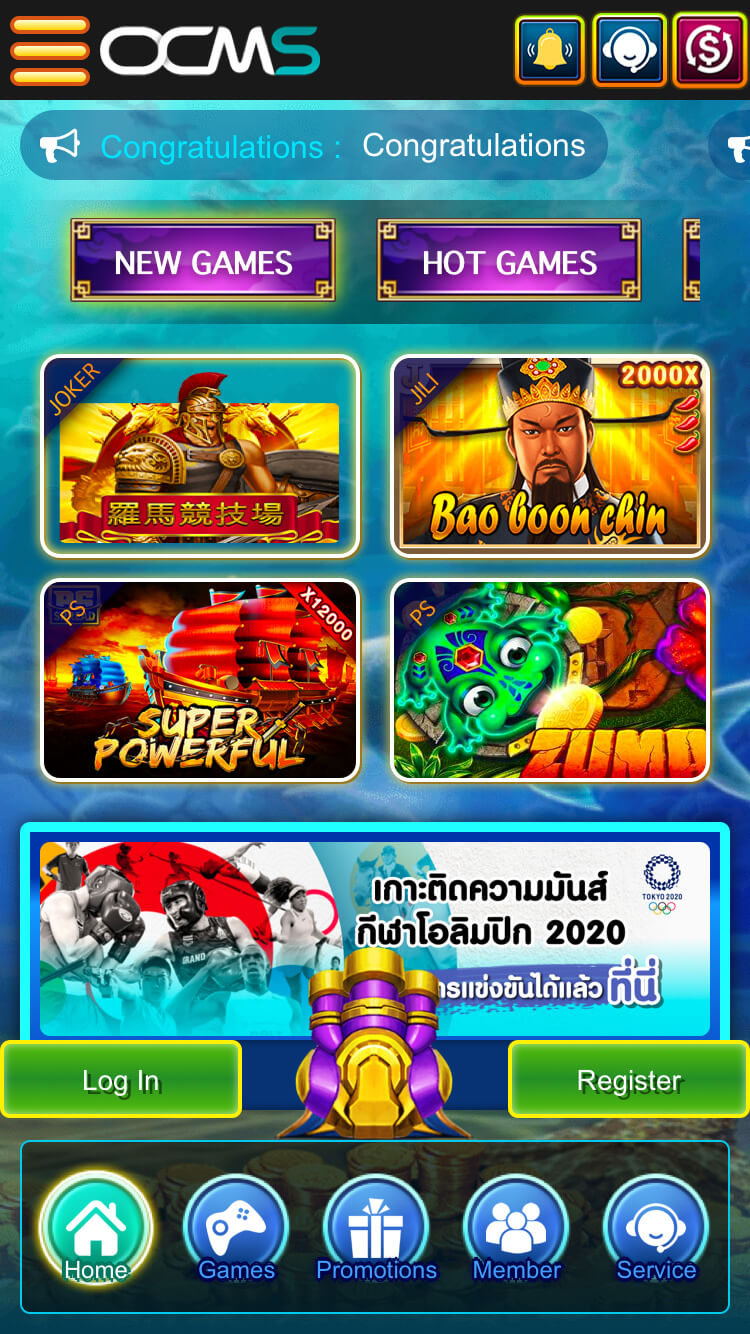 OCMS
Congratulations : Congratulations
NEW GAMES
HOT GAMES
JOKER
羅馬競技場
JILI
2000X
Bao boon chin
PS
X12000
SUPER
POWERFUL
PS
ZUMA
เกาะติดความมันส์
กีฬาโอลิมปิก 2020
TOKYO 2020
รแข่งขันได้แล้ว ที่นี่
GRAND
Log In
Register
Home
Games
Promotions
Member
Service